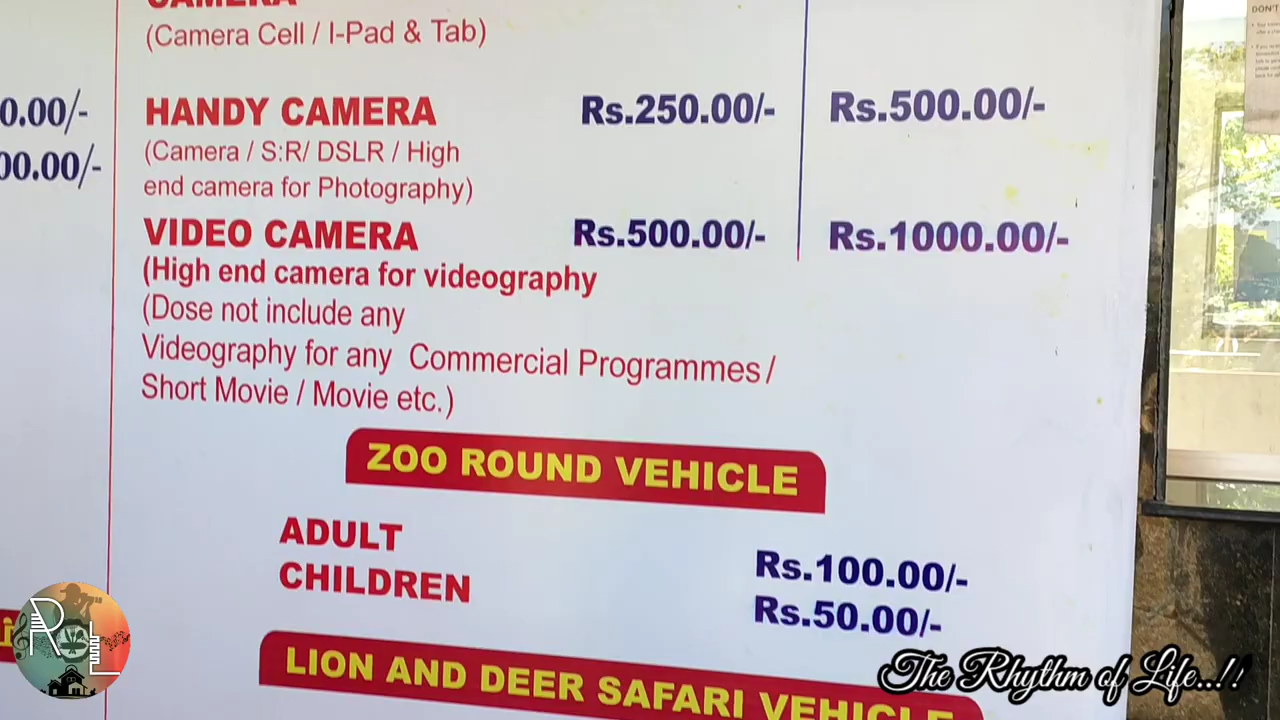 CAMERA
(Camera Cell / I-Pad & Tab)
0.00/-
HANDY CAMERA Rs.250.00/- Rs.500.00/-
00.00/-
(Camera / S:R/ DSLR / High
end camera for Photography)
VIDEO CAMERA Rs.500.00/- Rs.1000.00/-
(High end camera for videography
(Dose not include any
Videography for any Commercial Programmes /
Short Movie / Movie etc.)
ZOO ROUND VEHICLE
ADULT Rs.100.00/-
CHILDREN Rs.50.00/-
LION AND DEER SAFARI VEHICLE
R L
The Rhythm of Life...!!
DON'T